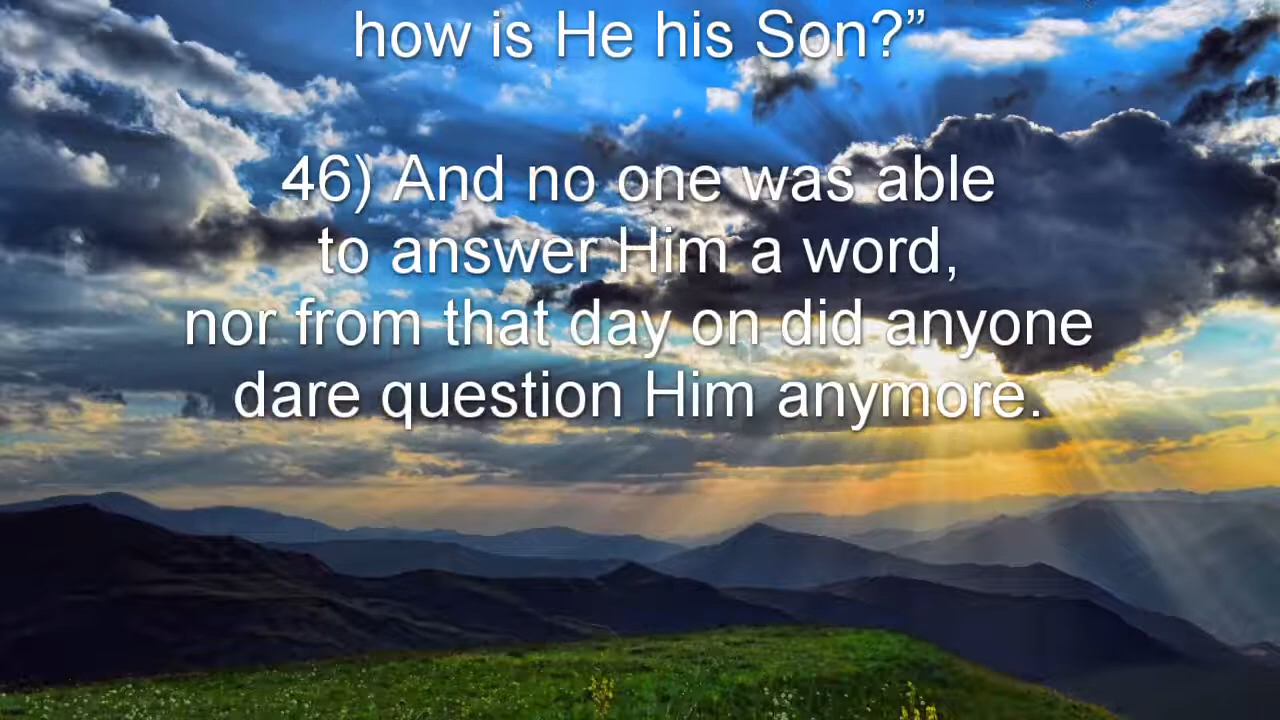 how is He his Son?”
46) And no one was able
to answer Him a word,
nor from that day on did anyone
dare question Him anymore.